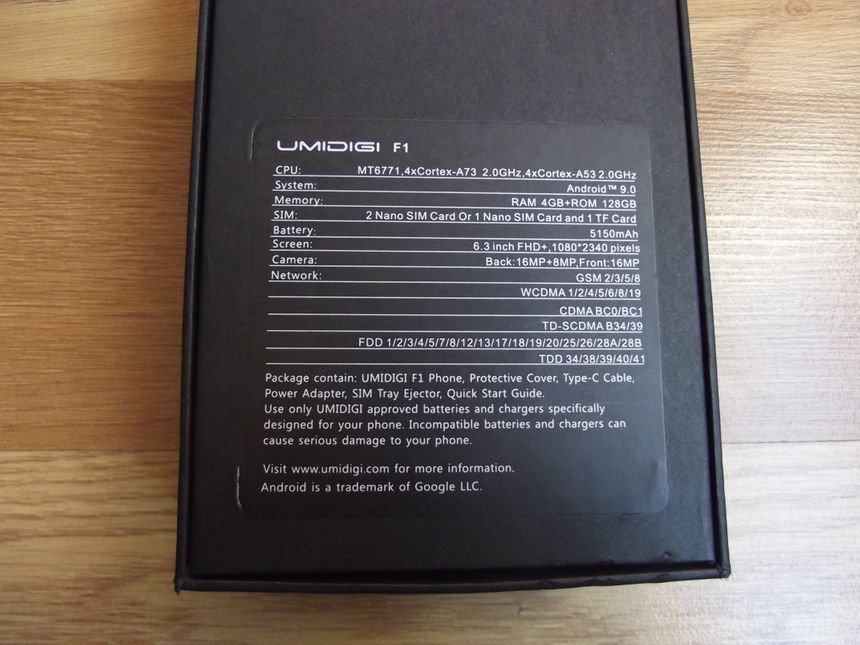 UMIDIGI F1
CPU: MT6771,4xCortex-A73 2.0GHz,4xCortex-A53 2.0GHz
System: Android™ 9.0
Memory: RAM 4GB+ROM 128GB
SIM: 2 Nano SIM Card Or 1 Nano SIM Card and 1 TF Card
Battery: 5150mAh
Screen: 6.3 inch FHD+,1080*2340 pixels
Camera: Back:16MP+8MP,Front:16MP
Network: GSM 2/3/5/8
WCDMA 1/2/4/5/6/8/19
CDMA BC0/BC1
TD-SCDMA B34/39
FDD 1/2/3/4/5/7/8/12/13/17/18/19/20/25/26/28A/28B
TDD 34/38/39/40/41
Package contain: UMIDIGI F1 Phone, Protective Cover, Type-C Cable,
Power Adapter, SIM Tray Ejector, Quick Start Guide.
Use only UMIDIGI approved batteries and chargers specifically
designed for your phone. Incompatible batteries and chargers can
cause serious damage to your phone.
Visit www.umidigi.com for more information.
Android is a trademark of Google LLC.